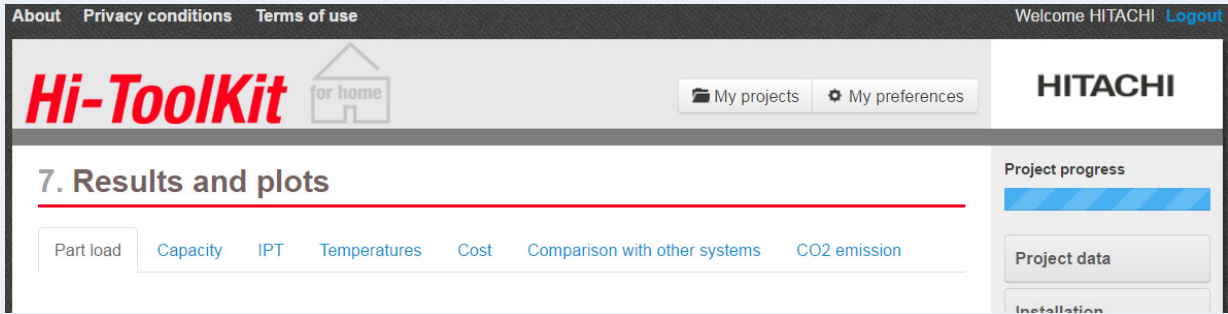 About Privacy conditions Terms of use
Welcome HITACHI Logout
Hi-ToolKit for home
My projects My preferences
HITACHI
7. Results and plots
Project progress
Part load Capacity IPT Temperatures Cost Comparison with other systems CO2 emission
Project data
Installation